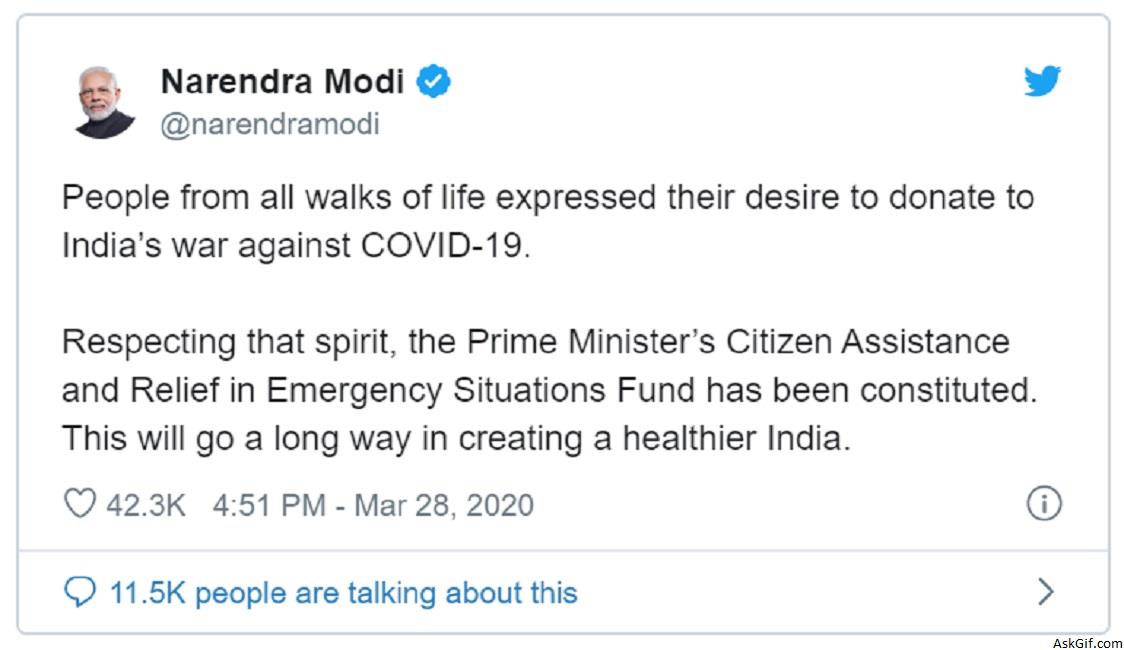 Narendra Modi
@narendramodi
People from all walks of life expressed their desire to donate to
India’s war against COVID-19.
Respecting that spirit, the Prime Minister’s Citizen Assistance
and Relief in Emergency Situations Fund has been constituted.
This will go a long way in creating a healthier India.
42.3K 4:51 PM - Mar 28, 2020
11.5K people are talking about this
AskGif.com